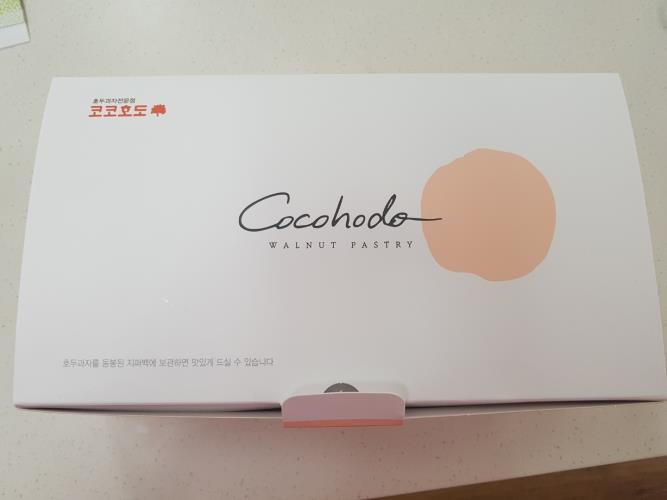 호두과자전문점
코코호도
Cocohodo
WALNUT PASTRY
호두과자를 동봉된 지퍼백에 보관하면 맛있게 드실 수 있습니다